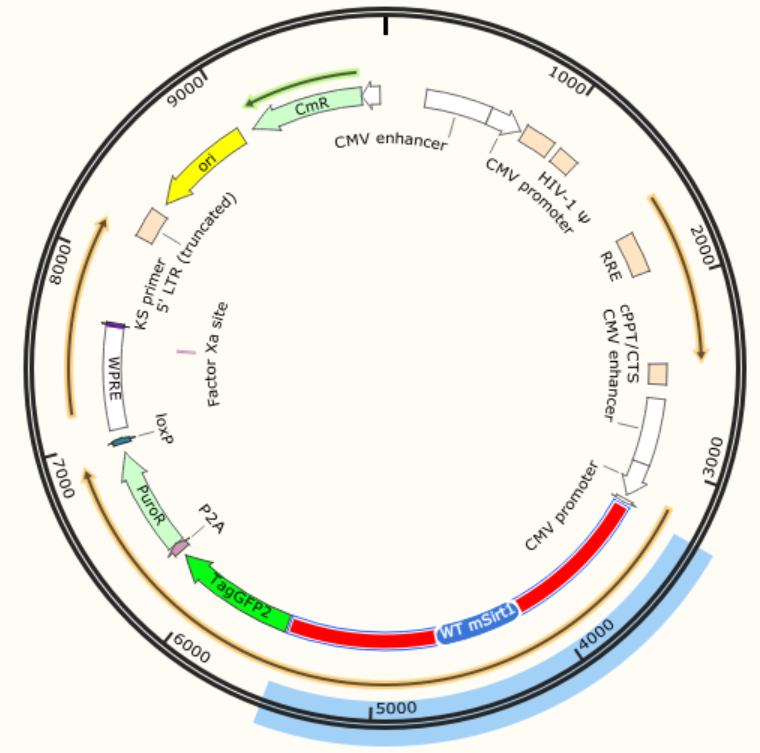 1000
2000
3000
4000
5000
6000
7000
8000
9000
CmR
CMV enhancer
CMV promoter
HIV-1 Ψ
RRE
cPPT/CTS
CMV enhancer
CMV promoter
WT mSirt1
TagGFP2
P2A
PuroR
loxP
WPRE
Factor Xa site
KS primer
5' LTR (truncated)
ori